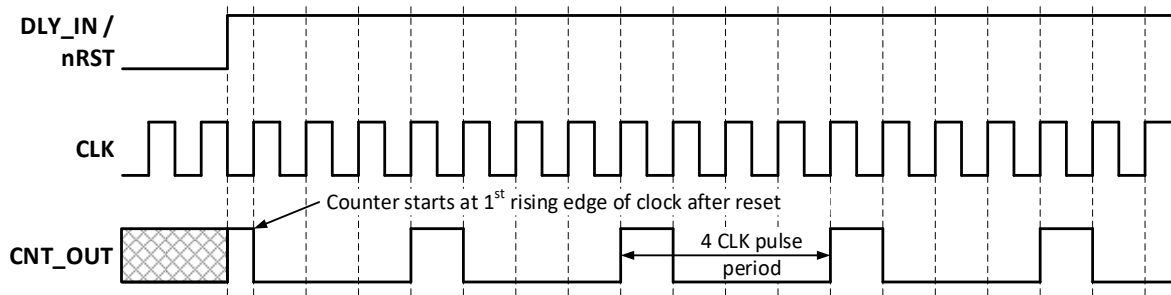 DLY_IN /
nRST
CLK
Counter starts at 1st rising edge of clock after reset
CNT_OUT
4 CLK pulse
period